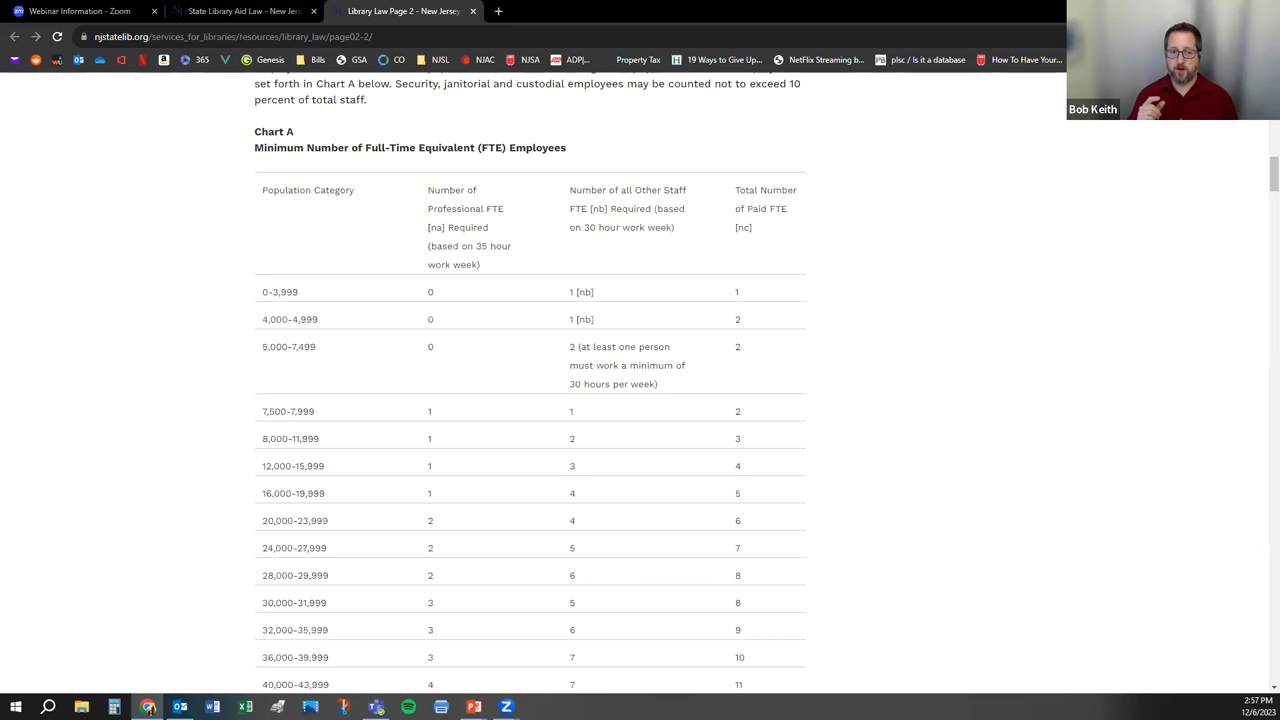 Webinar Information - Zoom
State Library Aid Law - New Jers
Library Law Page 2 - New Jersey
njstatelib.org/services_for_libraries/resources/library_law/page02-2/
365
GSA
CO
Genesis
Bills
NJSL
NJAC
NJSA
ADP|...
Property Tax
19 Ways to Give Up...
NetFlix Streaming b...
plsc / Is it a database
How To Have Your...
Bob Keith
set forth in Chart A below. Security, janitorial and custodial employees may be counted not to exceed 10
percent of total staff.
Chart A
Minimum Number of Full-Time Equivalent (FTE) Employees
Population Category
Number of
Professional FTE
[na] Required
(based on 35 hour
work week)
Number of all Other Staff
FTE [nb] Required (based
on 30 hour work week)
Total Number
of Paid FTE
[nc]
0-3,999 0 1 [nb] 1
4,000-4,999 0 1 [nb] 2
5,000-7,499 0 2 (at least one person 2
must work a minimum of
30 hours per week)
7,500-7,999 1 1 2
8,000-11,999 1 2 3
12,000-15,999 1 3 4
16,000-19,999 1 4 5
20,000-23,999 2 4 6
24,000-27,999 2 5 7
28,000-29,999 2 6 8
30,000-31,999 3 5 8
32,000-35,999 3 6 9
36,000-39,999 3 7 10
40,000-43,999 4 7 11
2:57 PM
12/6/2023